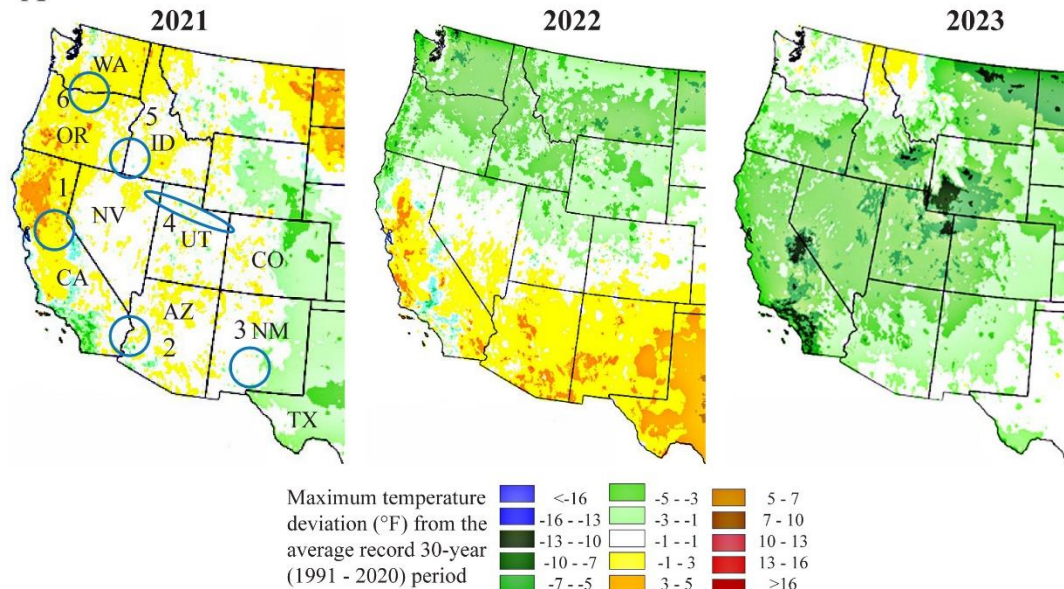 2021
2022
2023
WA
6
OR
5
ID
1
NV
4
UT
CO
CA
AZ
2
3 NM
TX
Maximum temperature
deviation (°F) from the
average record 30-year
(1991 - 2020) period
<-16
-16 - -13
-13 - -10
-10 - -7
-7 - -5
-5 - -3
-3 - -1
-1 - -1
-1 - 3
3 - 5
5 - 7
7 - 10
10 - 13
13 - 16
>16